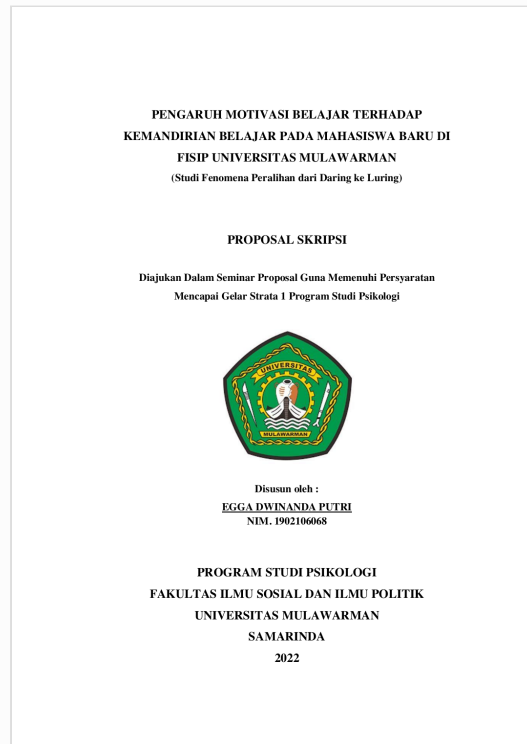 PENGARUH MOTIVASI BELAJAR TERHADAP
KEMANDIRIAN BELAJAR PADA MAHASISWA BARU DI
FISIP UNIVERSITAS MULAWARMAN
(Studi Fenomena Peralihan dari Daring ke Luring)
PROPOSAL SKRIPSI
Diajukan Dalam Seminar Proposal Guna Memenuhi Persyaratan
Mencapai Gelar Strata 1 Program Studi Psikologi
UNIVERSITAS
MULAWARMAN
Disusun oleh :
EGGA DWINANDA PUTRI
NIM. 1902106068
PROGRAM STUDI PSIKOLOGI
FAKULTAS ILMU SOSIAL DAN ILMU POLITIK
UNIVERSITAS MULAWARMAN
SAMARINDA
2022